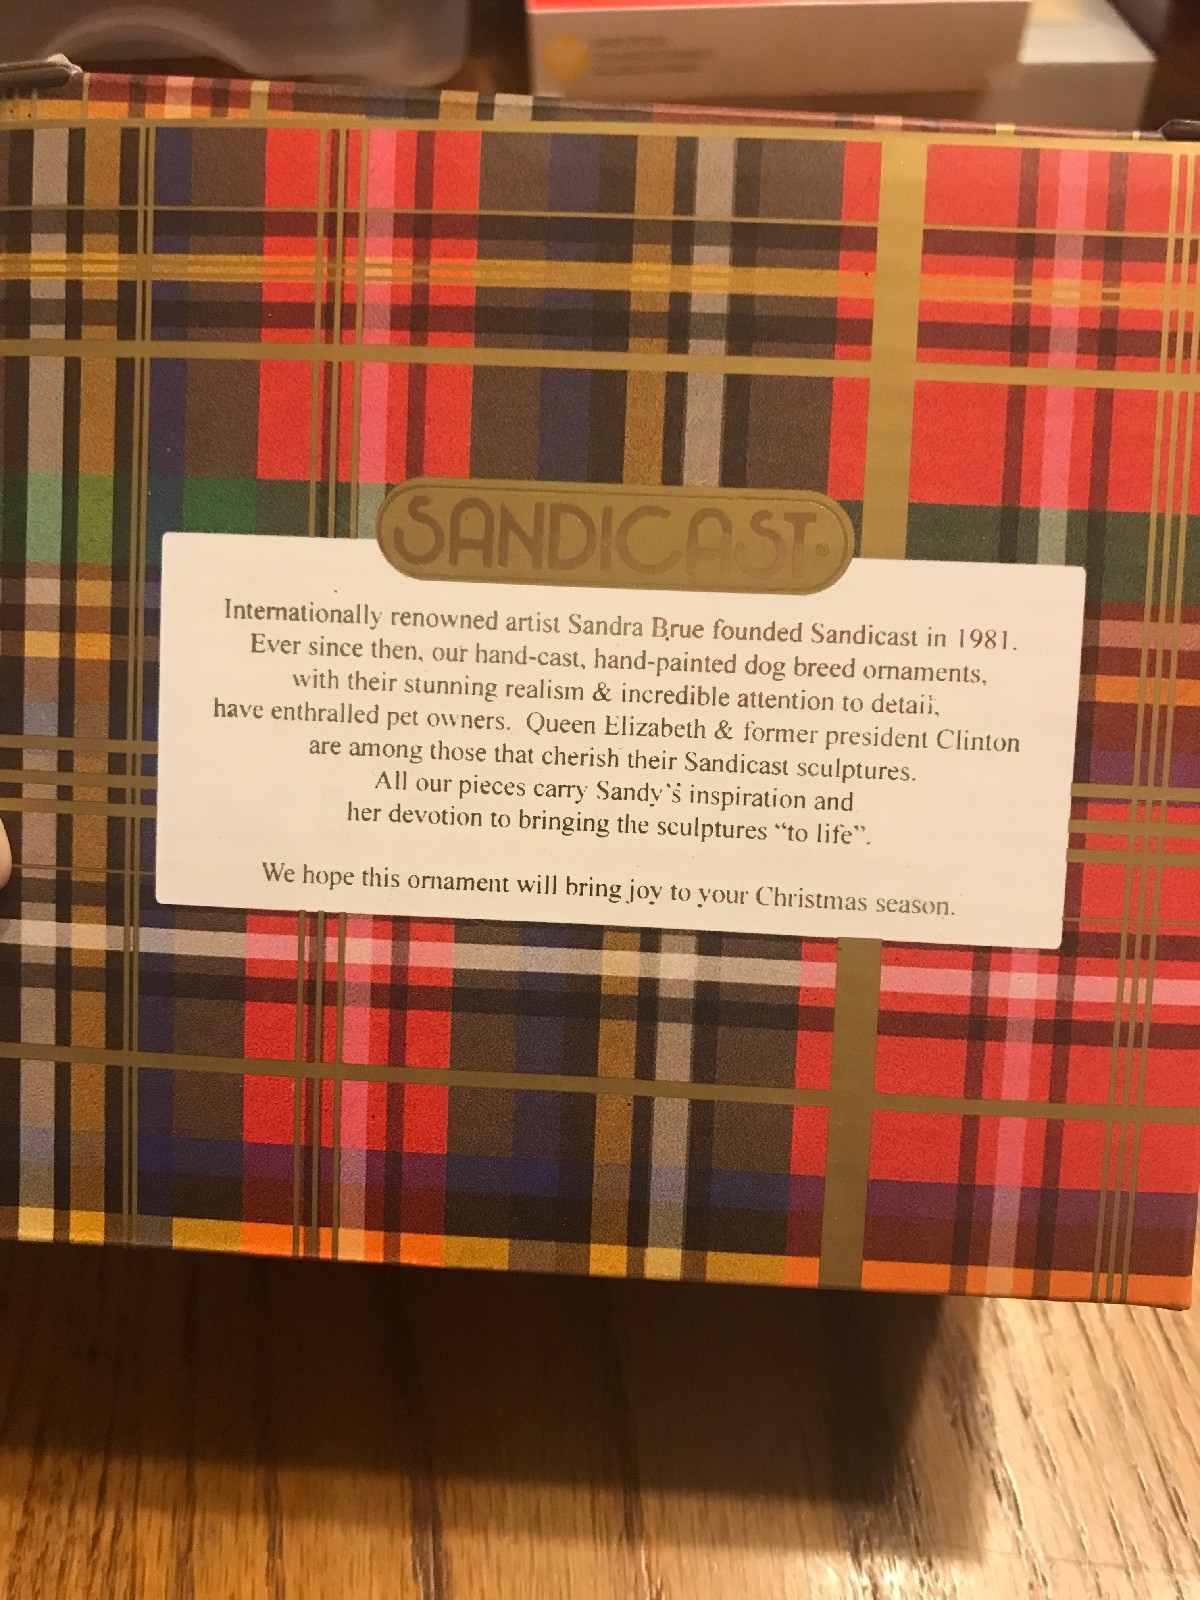 SANDICAST®
Internationally renowned artist Sandra Brue founded Sandicast in 1981.
Ever since then, our hand-cast, hand-painted dog breed ornaments,
with their stunning realism & incredible attention to detail,
have enthralled pet owners. Queen Elizabeth & former president Clinton
are among those that cherish their Sandicast sculptures.
All our pieces carry Sandy's inspiration and
her devotion to bringing the sculptures “to life”.
We hope this ornament will bring joy to your Christmas season.